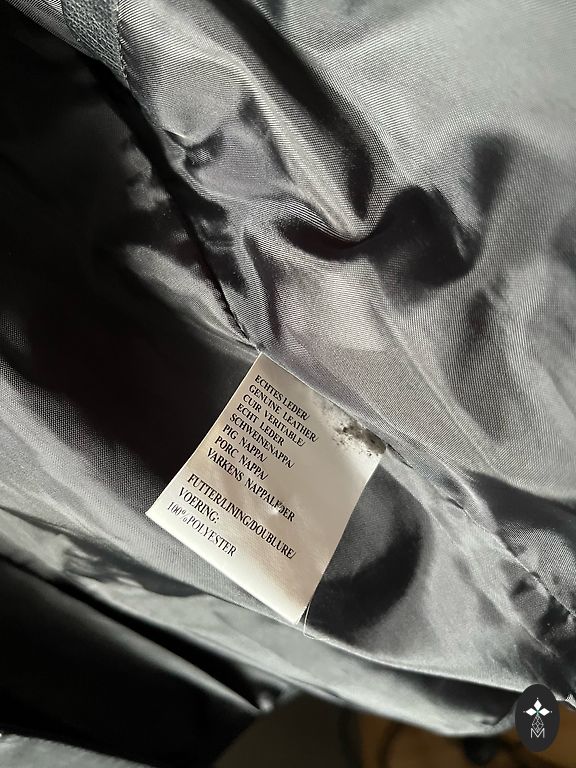 ECHTES LEDER/
GENUINE LEATHER/
CUIR VERITABLE/
ECHT LEDER
SCHWEINENAPPA/
PIG NAPPA/
PORC NAPPA/
VARKENS NAPPALEDER
FUTTER/LINING/DOUBLURE/
VOERING:
100%POLYESTER
M